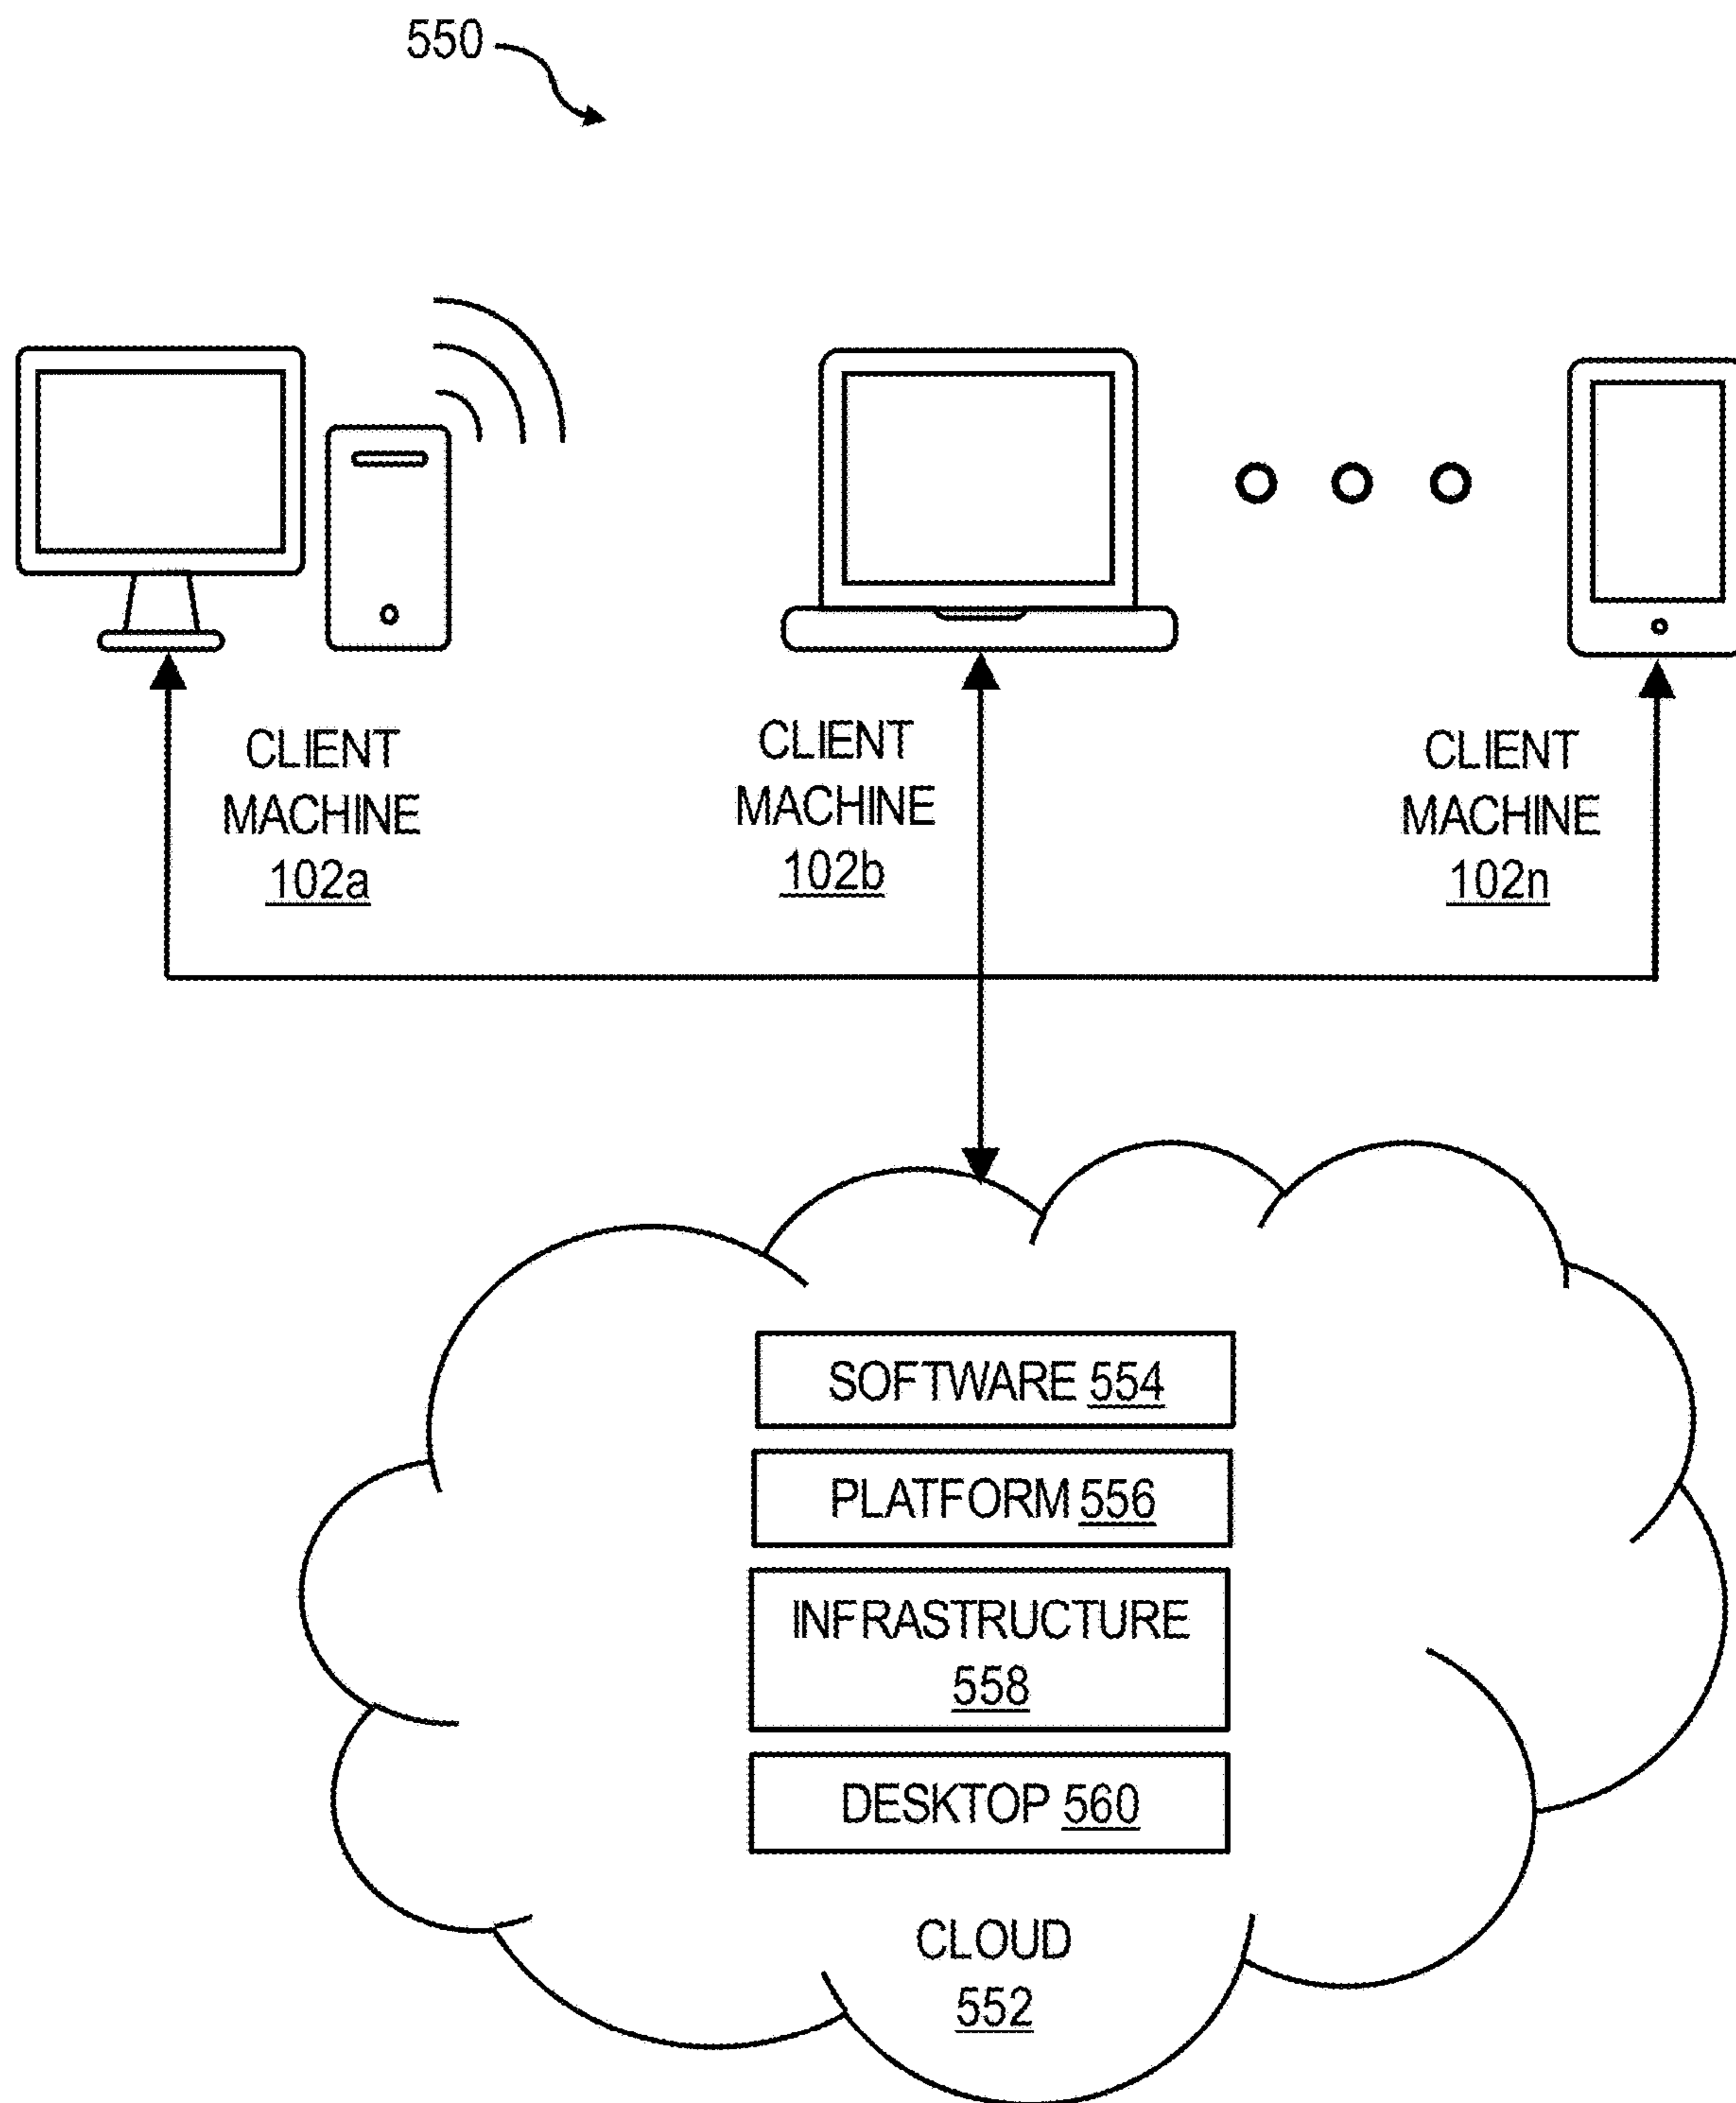 550
CLIENT
MACHINE
102a
CLIENT
MACHINE
102b
CLIENT
MACHINE
102n
SOFTWARE 554
PLATFORM 556
INFRASTRUCTURE
558
DESKTOP 560
CLOUD
552